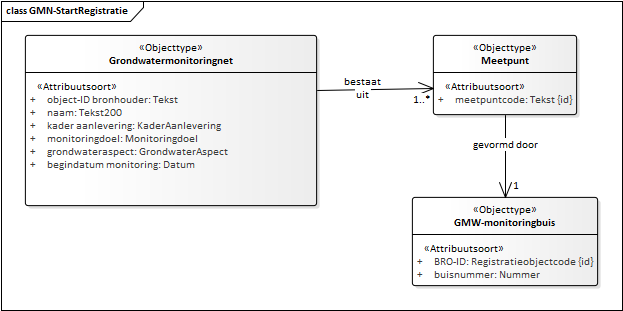 class GMN-StartRegistratie
«Objecttype»
Grondwatermonitoringnet
«Attribuutsoort»
+ object-ID bronhouder: Tekst
+ naam: Tekst200
+ kader aanlevering: KaderAanlevering
+ monitoringdoel: Monitoringdoel
+ grondwateraspect: GrondwaterAspect
+ begindatum monitoring: Datum
bestaat
uit
1..*
«Objecttype»
Meetpunt
«Attribuutsoort»
+ meetpuntcode: Tekst {id}
gevormd door
1
«Objecttype»
GMW-monitoringbuis
«Attribuutsoort»
+ BRO-ID: Registratieobjectcode {id}
+ buisnummer: Nummer